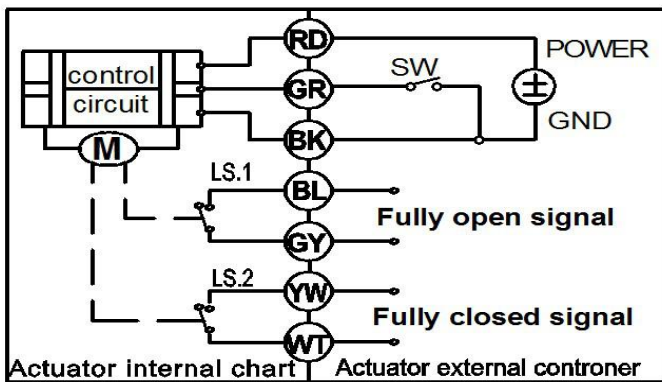 RD
POWER
control
circuit
GR
SW
±
GND
BK
M
LS.1
BL
Fully open signal
GY
LS.2
YW
Fully closed signal
WT
Actuator internal chart
Actuator external controner